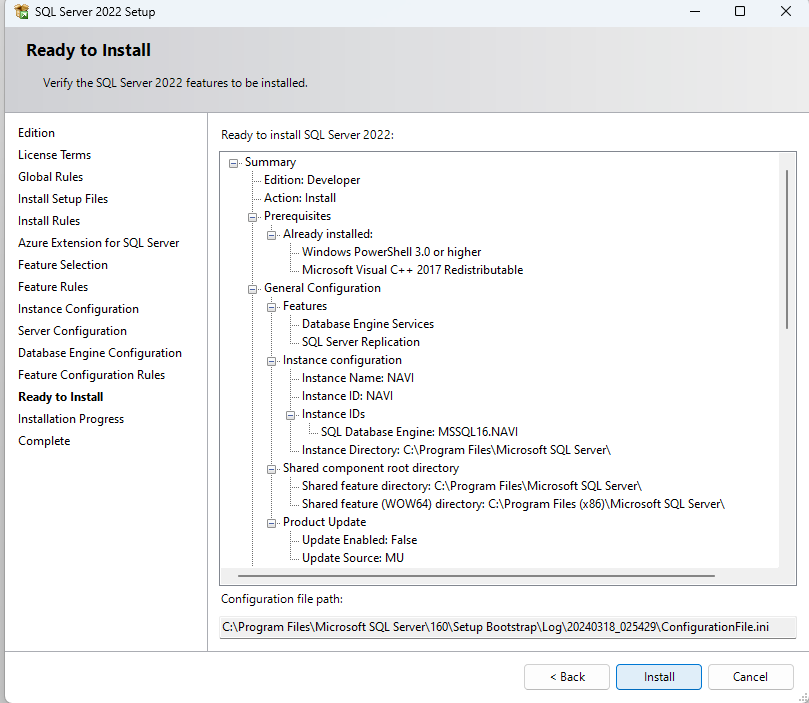 SQL Server 2022 Setup
Ready to Install
Verify the SQL Server 2022 features to be installed.
Edition
License Terms
Global Rules
Install Setup Files
Install Rules
Azure Extension for SQL Server
Feature Selection
Feature Rules
Instance Configuration
Server Configuration
Database Engine Configuration
Feature Configuration Rules
Ready to Install
Installation Progress
Complete
Ready to install SQL Server 2022:
Summary
Edition: Developer
Action: Install
Prerequisites
Already installed:
Windows PowerShell 3.0 or higher
Microsoft Visual C++ 2017 Redistributable
General Configuration
Features
Database Engine Services
SQL Server Replication
Instance configuration
Instance Name: NAVI
Instance ID: NAVI
Instance IDs
SQL Database Engine: MSSQL16.NAVI
Instance Directory: C:\Program Files\Microsoft SQL Server\
Shared component root directory
Shared feature directory: C:\Program Files\Microsoft SQL Server\
Shared feature (WOW64) directory: C:\Program Files (x86)\Microsoft SQL Server\
Product Update
Update Enabled: False
Update Source: MU
Configuration file path:
C:\Program Files\Microsoft SQL Server\160\Setup Bootstrap\Log\20240318_025429\ConfigurationFile.ini
< Back
Install
Cancel